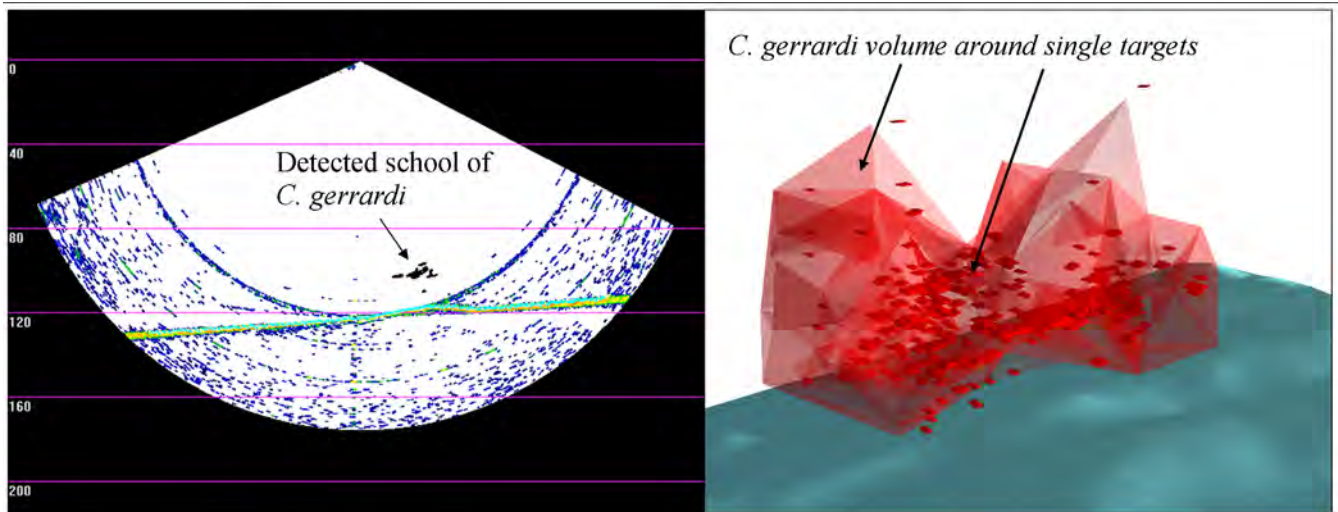 0
40
Detected school of
C. gerrardi
80
120
160
200
C. gerrardi volume around single targets